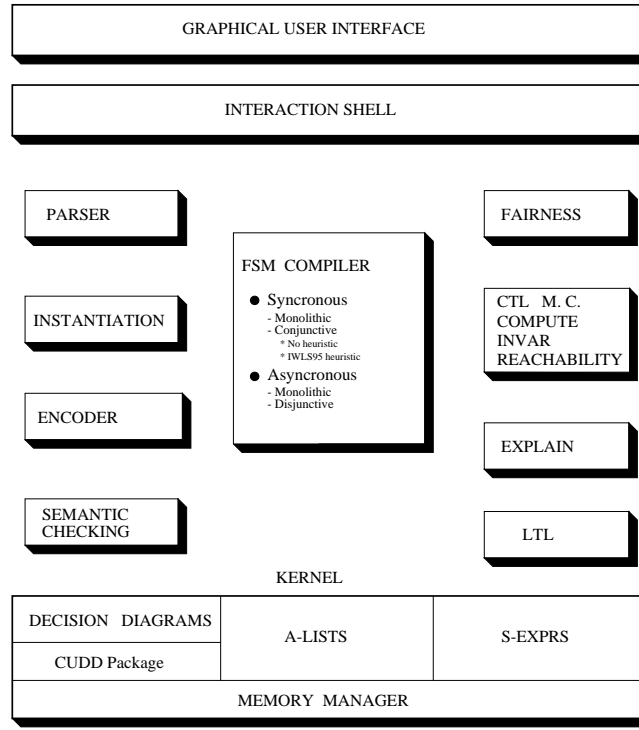 GRAPHICAL USER INTERFACE
INTERACTION SHELL
PARSER
INSTANTIATION
ENCODER
SEMANTIC
CHECKING
FSM COMPILER
● Syncronous
- Monolithic
- Conjunctive
* No heuristic
* IWLS95 heuristic
● Asyncronous
- Monolithic
- Disjunctive
FAIRNESS
CTL M. C.
COMPUTE
INVAR
REACHABILITY
EXPLAIN
LTL
KERNEL
DECISION DIAGRAMS
CUDD Package
A-LISTS
S-EXPRS
MEMORY MANAGER